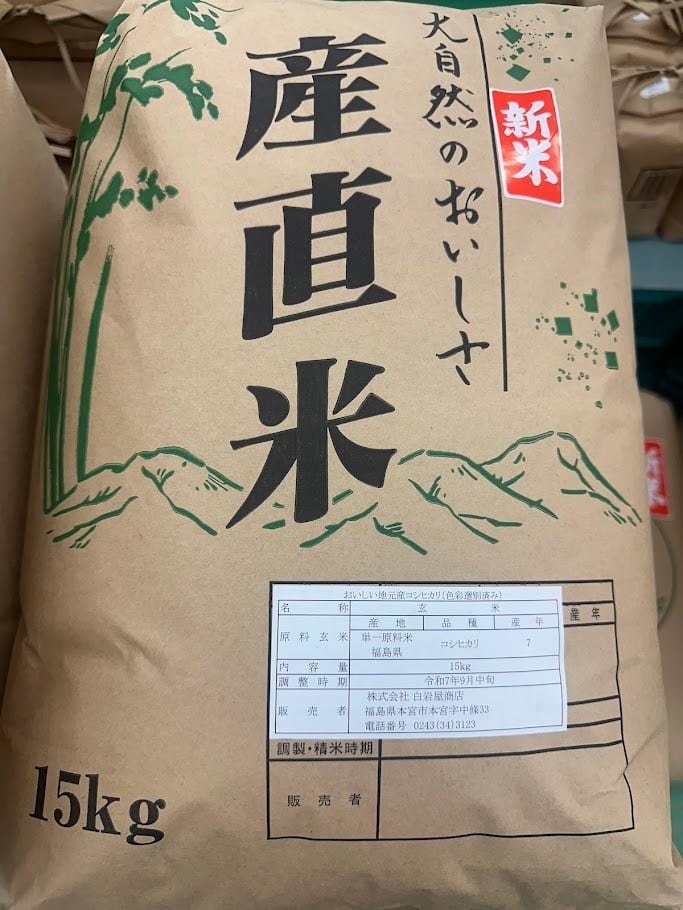 大自然のおいしさ
産直米
新米
おいしい地元産コシヒカリ(色彩選別済み)
名 称 玄 米
原 料 玄 米 産 地 品 種 産 年
単一原料米 コシヒカリ 7
福島県
内 容 量 15kg
調 整 時 期 令和7年9月中旬
販 売 者 株式会社 白岩屋商店
福島県本宮市本宮字中條33
電話番号 0243(34)3123
産 年
調製・精米時期
販 売 者
15kg
新米